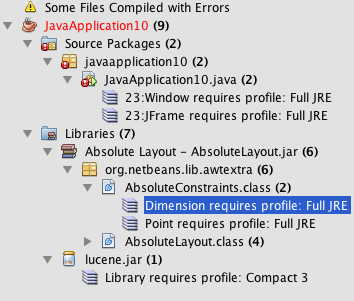 Some Files Compiled with Errors
JavaApplication10 (9)
Source Packages (2)
javaapplication10 (2)
JavaApplication10.java (2)
23:Window requires profile: Full JRE
23:JFrame requires profile: Full JRE
Libraries (7)
Absolute Layout - AbsoluteLayout.jar (6)
org.netbeans.lib.awtextra (6)
AbsoluteConstraints.class (2)
Dimension requires profile: Full JRE
Point requires profile: Full JRE
AbsoluteLayout.class (4)
lucene.jar (1)
Library requires profile: Compact 3